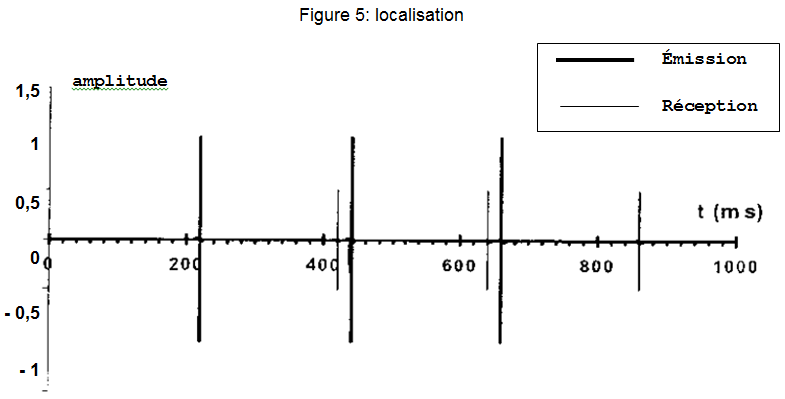 Figure 5: localisation
Émission
Réception
amplitude
1,5
1
0,5
0
- 0,5
- 1
t (ms)
0
200
400
600
800
1000